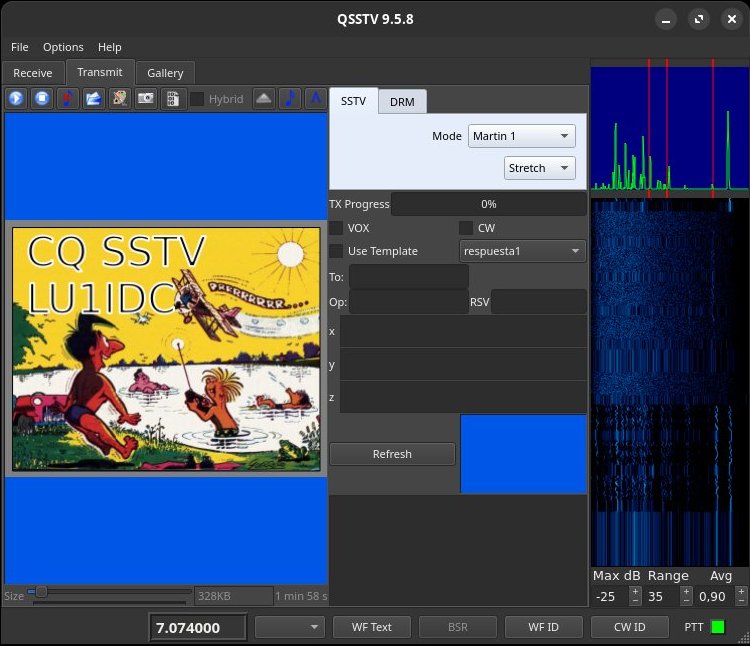 QSSTV 9.5.8
File Options Help
Receive Transmit Gallery
Hybrid
SSTV DRM
Mode Martin 1
Stretch
TX Progress 0%
VOX CW
Use Template respuesta1
To:
Op: RSV
x
y
z
Refresh
CQ SSTV
LU1IDC
PRRRRRRRR....
Size 328KB 1 min 58 s
Max dB Range Avg
-25 35 0,90
7.074000 WF Text BSR WF ID CW ID PTT